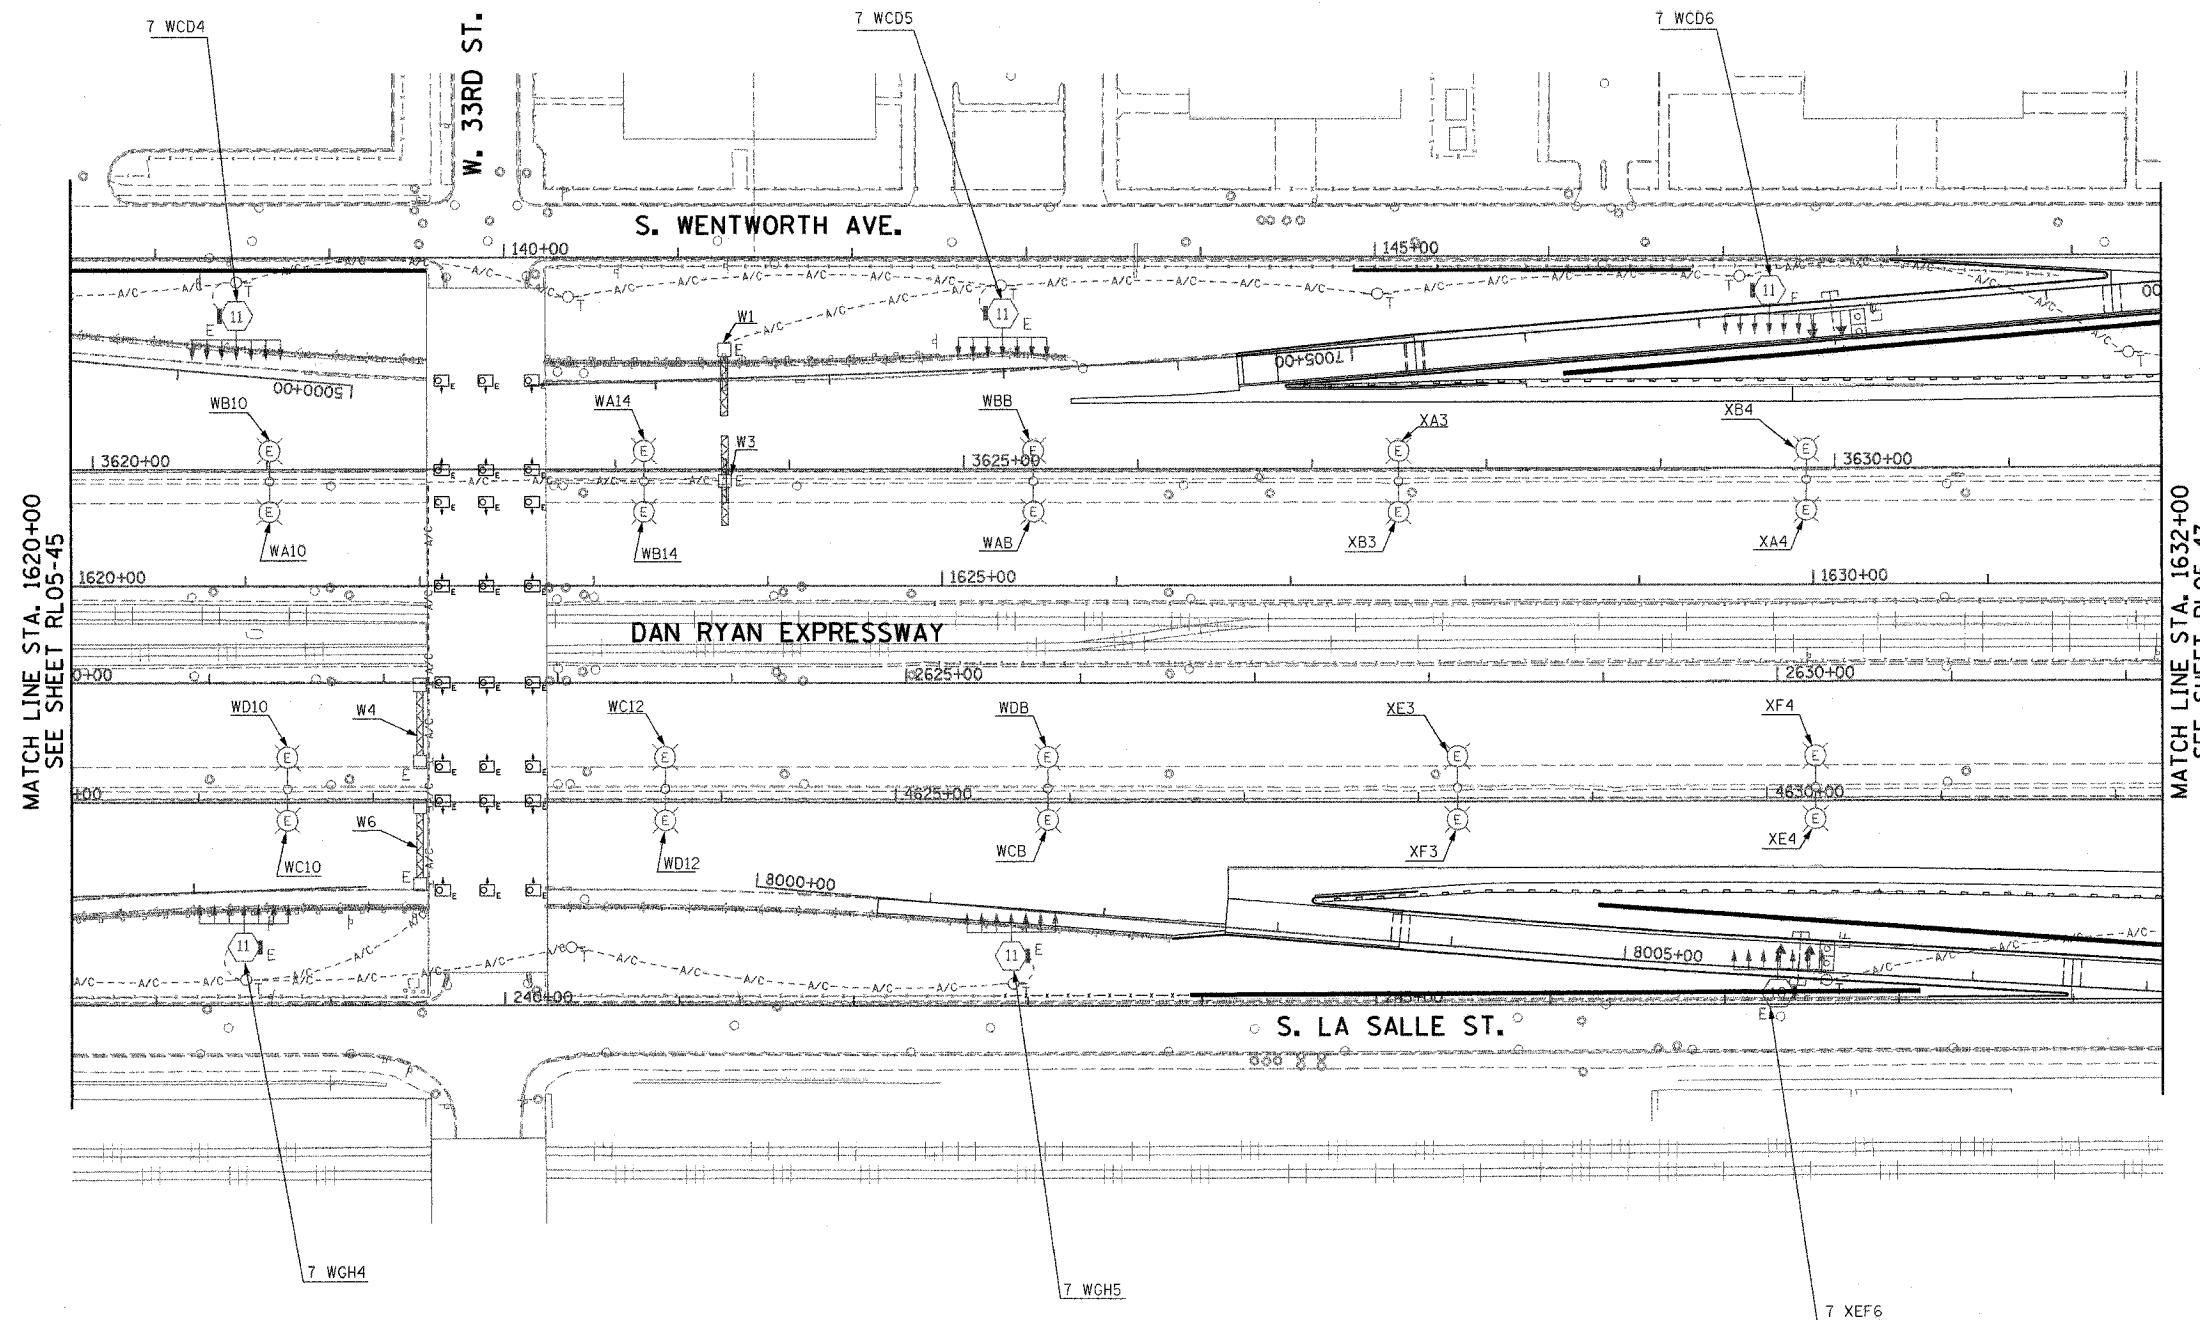 7 WCD4
7 WCD5
7 WCD6
W. 33RD ST.
S. WENTWORTH AVE.
140+00
145+00
A/C A/C A/C A/C A/C A/C A/C A/C A/C A/C A/C A/C A/C A/C
T T T T T T
11 11 11
E E
W1
E
7005+00
5000+00
WB10
WA14
WBB
XA3
XB4
E E E E E
W3
3620+00
3625+00
3630+00
A/C A/C A/C E
E E E E E
WA10
WB14
WAB
XB3
XA4
MATCH LINE STA. 1620+00
SEE SHEET RL05-45
MATCH LINE STA. 1632+00
1620+00
1625+00
1630+00
DAN RYAN EXPRESSWAY
0+00
2625+00
2630+00
WD10
W4
WC12
WDB
XE3
XF4
E E E E E
+00
4625+00
4630+00
E E E E E
W6
WC10
WD12
WCB
XF3
XE4
8000+00
11 E
11 E
8005+00
A/C A/C A/C A/C A/C A/C A/C A/C A/C A/C A/C
240+00
245+00
S. LA SALLE ST.
7 WGH4
7 WGH5
7 XEF6